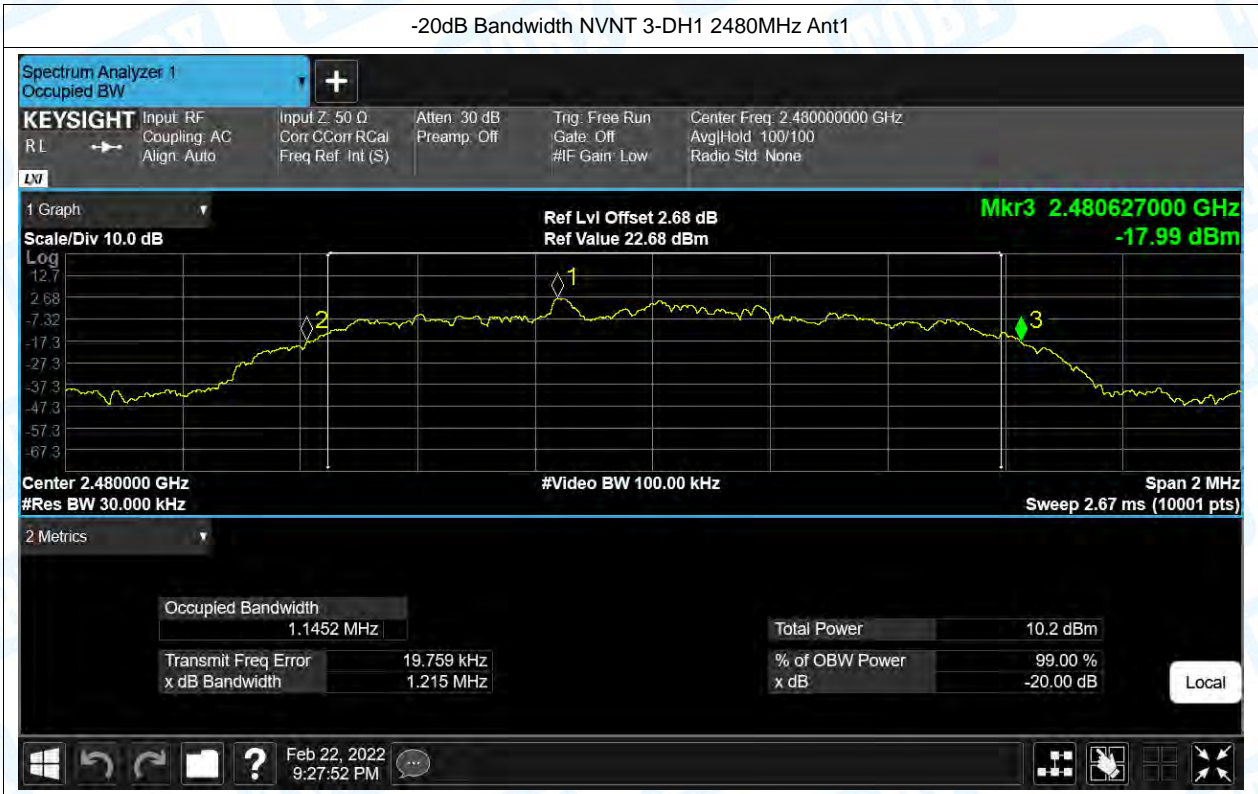 -20dB Bandwidth NVNT 3-DH1 2480MHz Ant1
Spectrum Analyzer 1
Occupied BW
+
KEYSIGHT
RL
LXI
Input: RF
Coupling: AC
Align: Auto
Input Z: 50 Ω
Corr CCorr RCal
Freq Ref: Int (S)
Atten: 30 dB
Preamp: Off
Trig: Free Run
Gate: Off
#IF Gain: Low
Center Freq: 2.480000000 GHz
Avg|Hold: 100/100
Radio Std: None
1 Graph
Scale/Div 10.0 dB
Ref Lvl Offset 2.68 dB
Ref Value 22.68 dBm
Mkr3 2.480627000 GHz
-17.99 dBm
Log
12.7
2.68
-7.32
-17.3
-27.3
-37.3
-47.3
-57.3
-67.3
1
2
3
Center 2.480000 GHz
#Video BW 100.00 kHz
Span 2 MHz
#Res BW 30.000 kHz
Sweep 2.67 ms (10001 pts)
2 Metrics
Occupied Bandwidth
1.1452 MHz
Total Power 10.2 dBm
Transmit Freq Error 19.759 kHz
% of OBW Power 99.00 %
x dB Bandwidth 1.215 MHz
x dB -20.00 dB
Local
?
Feb 22, 2022
9:27:52 PM